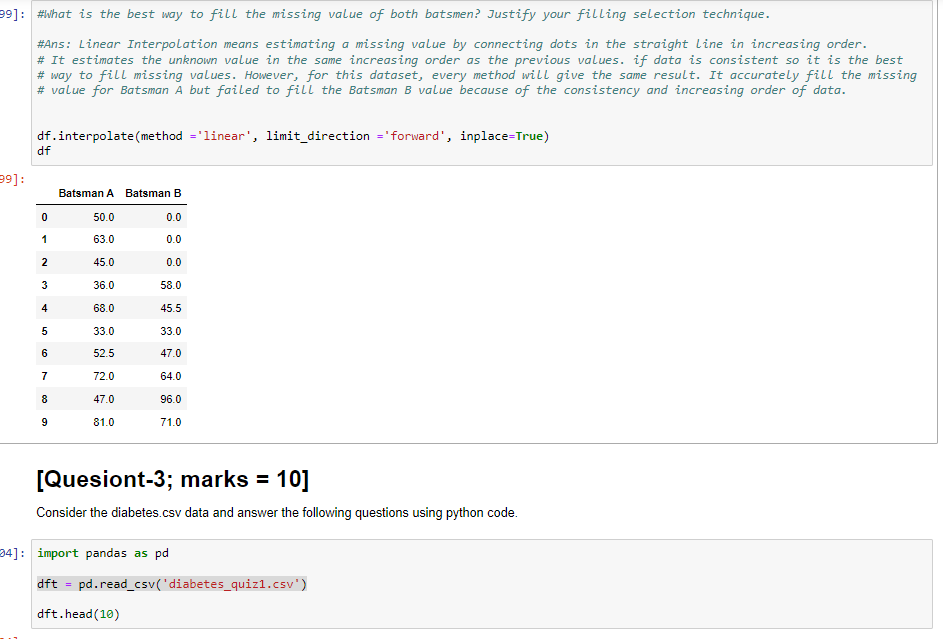 99]: #What is the best way to fill the missing value of both batsmen? Justify your filling selection technique.
#Ans: Linear Interpolation means estimating a missing value by connecting dots in the straight line in increasing order.
# It estimates the unknown value in the same increasing order as the previous values. if data is consistent so it is the best
# way to fill missing values. However, for this dataset, every method will give the same result. It accurately fill the missing
# value for Batsman A but failed to fill the Batsman B value because of the consistency and increasing order of data.
df.interpolate(method ='linear', limit_direction ='forward', inplace=True)
df
99]:
Batsman A Batsman B
0 50.0 0.0
1 63.0 0.0
2 45.0 0.0
3 36.0 58.0
4 68.0 45.5
5 33.0 33.0
6 52.5 47.0
7 72.0 64.0
8 47.0 96.0
9 81.0 71.0
[Quesiont-3; marks = 10]
Consider the diabetes.csv data and answer the following questions using python code.
04]: import pandas as pd
dft = pd.read_csv('diabetes_quiz1.csv')
dft.head(10)